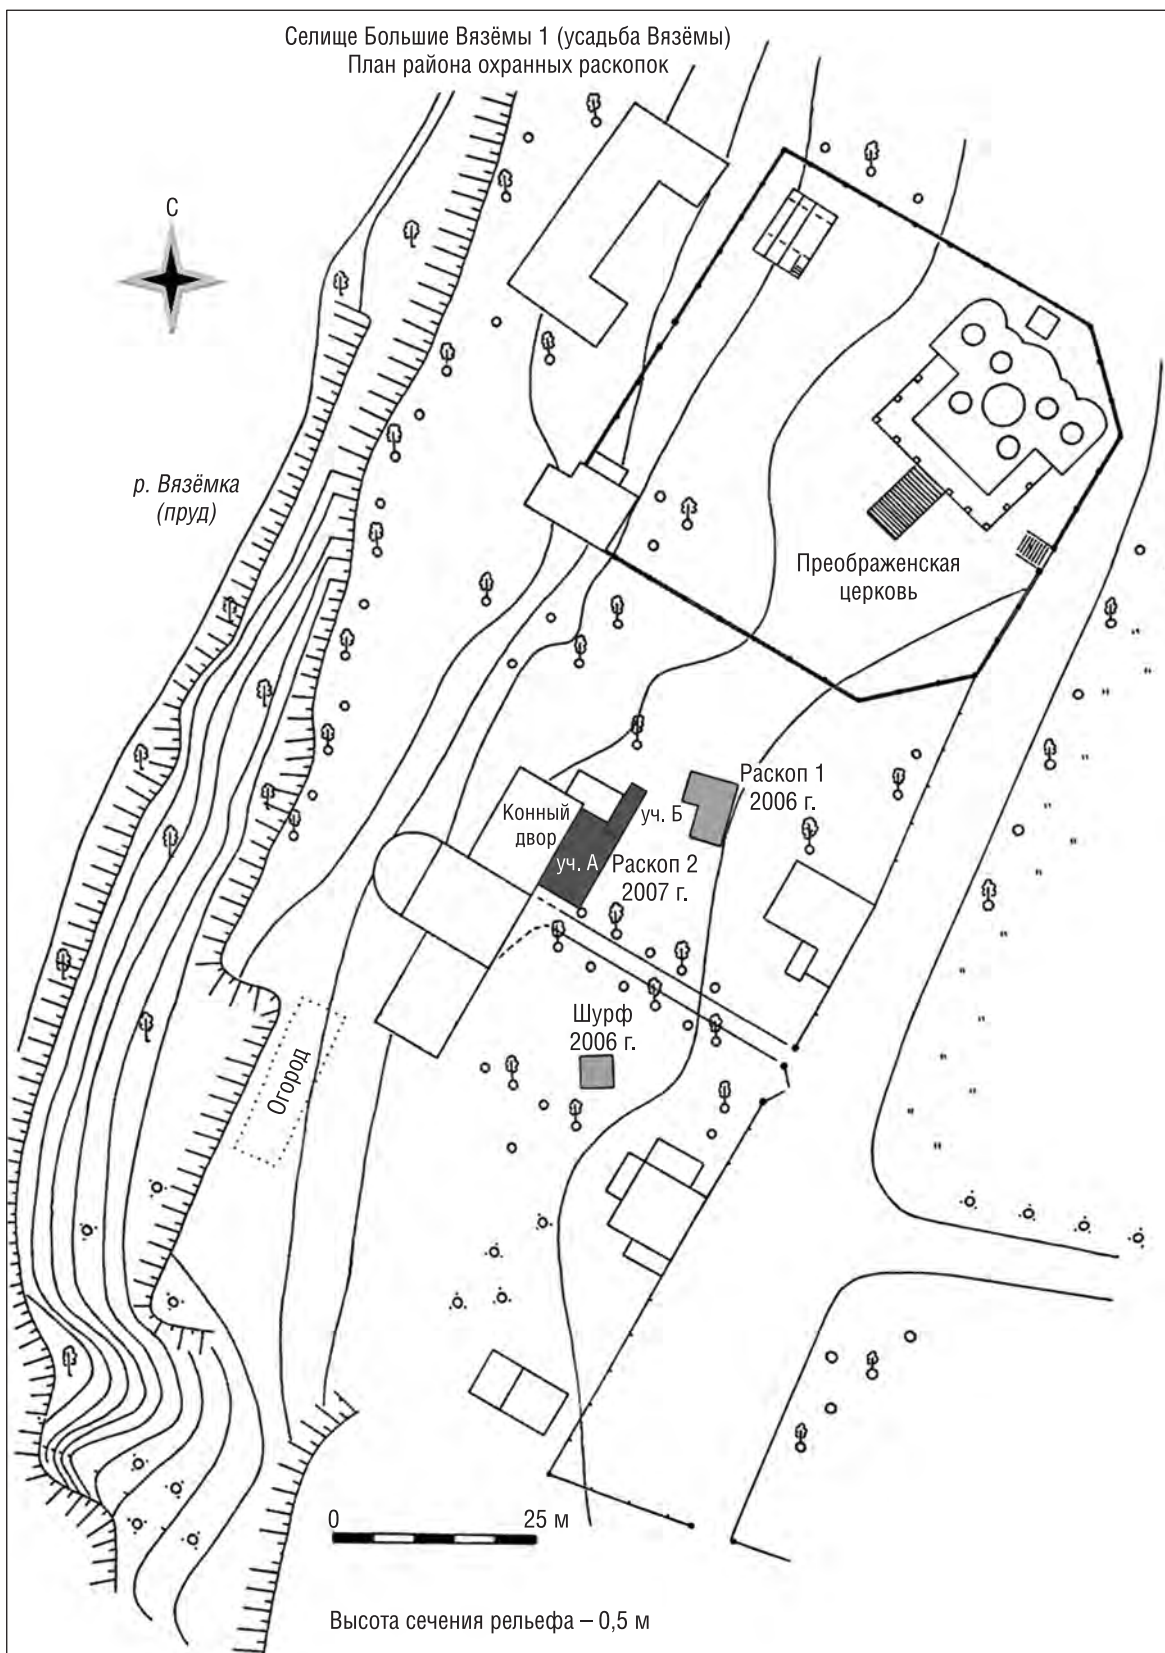 Селище Большие Вязёмы 1 (усадьба Вязёмы)
План района охранных раскопок
С
р. Вязёмка
(пруд)
Преображенская
церковь
Раскоп 1
2006 г.
Конный
двор
уч. Б
уч. А
Раскоп 2
2007 г.
Шурф
2006 г.
Огород
0
25 м
Высота сечения рельефа – 0,5 м